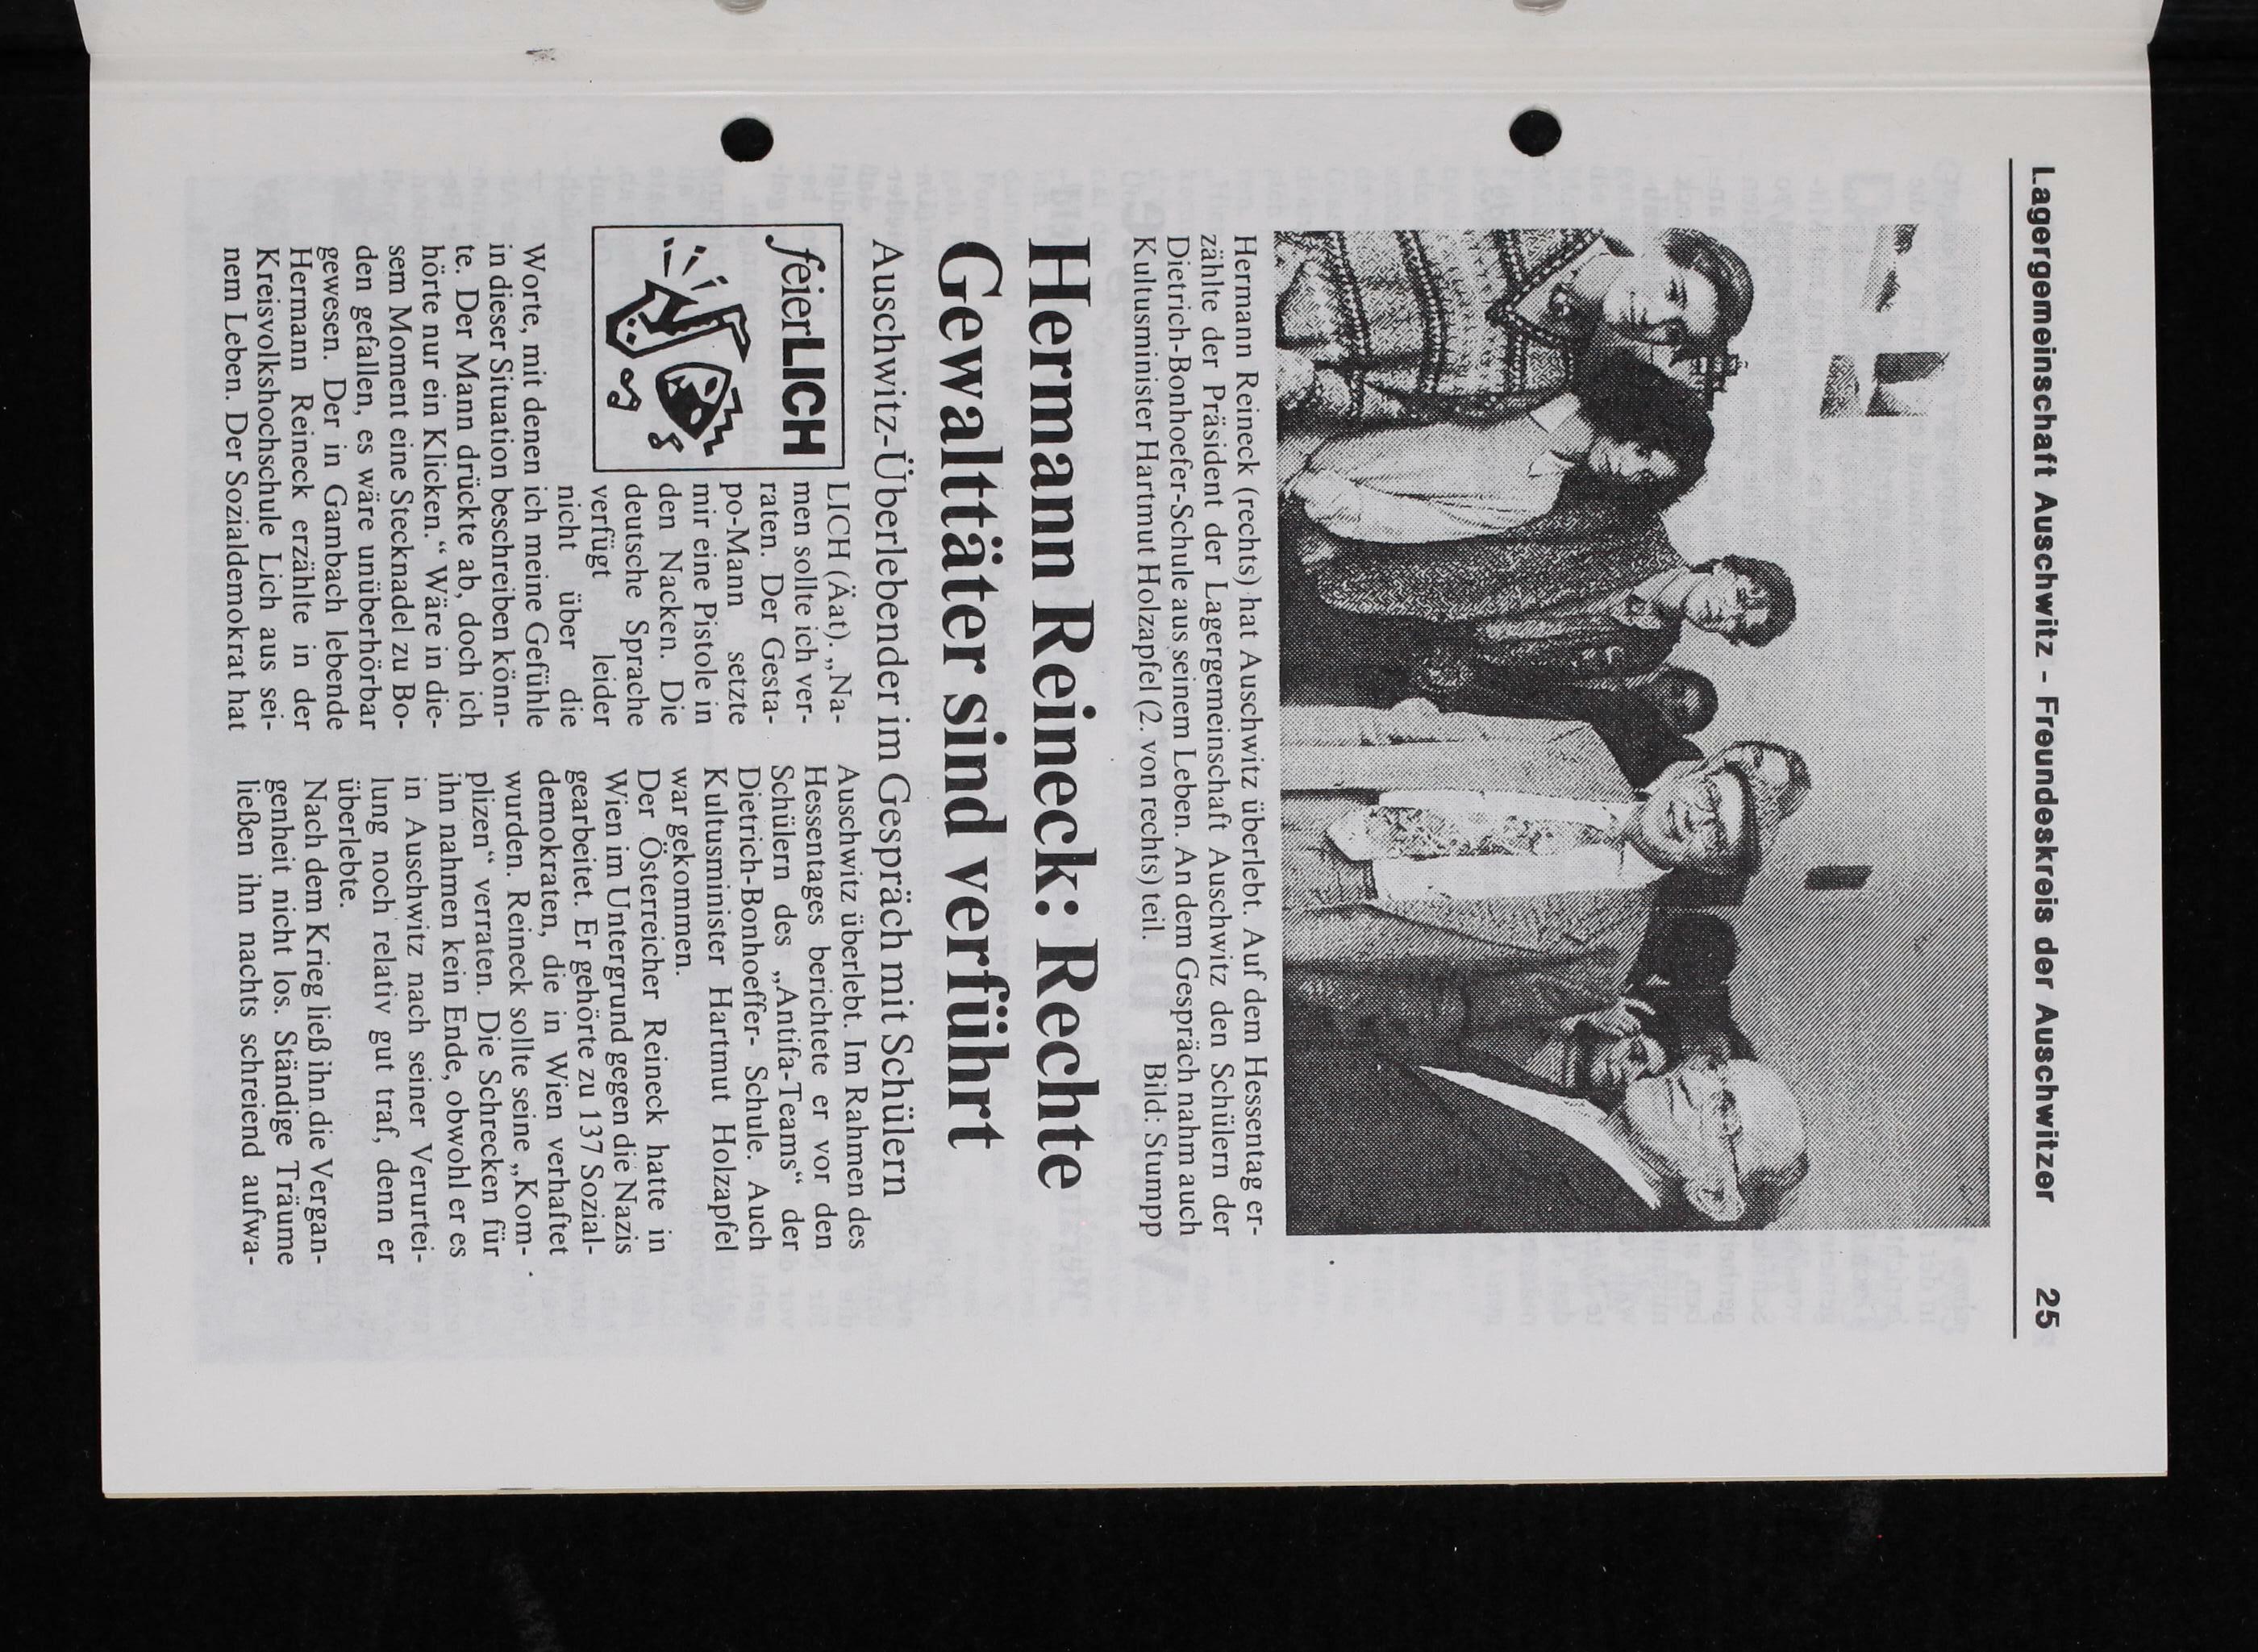 Lagergemeinschaft Auschwitz – Freundeskreis der Auschwitzer 25
Hermann Reineck (rechts) hat Auschwitz überlebt. Auf dem Hessentag er-
zählte der Präsident der Lagergemeinschaft Auschwitz den Schülern der
Dietrich-Bonhoefer-Schule aus seinem Leben. An dem Gespräch nahm auch
Kultusminister Hartmut Holzapfel (2. von rechts) teil. Bild: Stumpp
Hermann Reineck: Rechte
Gewalttäter sind verführt
Auschwitz-Überlebender im Gespräch mit Schülern
feierLICH
LICH (Äat). „Na-
men sollte ich ver-
raten. Der Gesta-
po-Mann setzte
mir eine Pistole in
den Nacken. Die
deutsche Sprache
verfügt leider
nicht über die
Worte, mit denen ich meine Gefühle
in dieser Situation beschreiben könn-
te. Der Mann drückte ab, doch ich
hörte nur ein Klicken.“ Wäre in die-
sem Moment eine Stecknadel zu Bo-
den gefallen, es wäre unüberhörbar
gewesen. Der in Gambach lebende
Hermann Reineck erzählte in der
Kreisvolkshochschule Lich aus sei-
nem Leben. Der Sozialdemokrat hat
Auschwitz überlebt. Im Rahmen des
Hessentages berichtete er vor den
Schülern des „Antifa-Teams“ der
Dietrich-Bonhoeffer- Schule. Auch
Kultusminister Hartmut Holzapfel
war gekommen.
Der Österreicher Reineck hatte in
Wien im Untergrund gegen die Nazis
gearbeitet. Er gehörte zu 137 Sozial-
demokraten, die in Wien verhaftet
wurden. Reineck sollte seine „Kom-
plizen“ verraten. Die Schrecken für
ihn nahmen kein Ende, obwohl er es
in Auschwitz nach seiner Verurtei-
lung noch relativ gut traf, denn er
überlebte.
Nach dem Krieg ließ ihn die Vergan-
genheit nicht los. Ständige Träume
ließen ihn nachts schreiend aufwa-